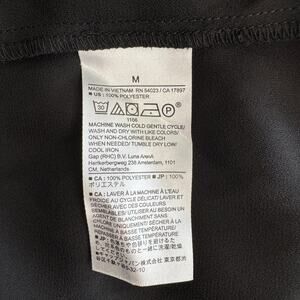 M
MADE IN VIETNAM RN 54023 / CA 17897
■ US : 100% POLYESTER
30
P
1166
MACHINE WASH COLD GENTLE CYCLE/
WASH AND DRY WITH LIKE COLORS/
ONLY NON-CHLORINE BLEACH
WHEN NEEDED/ TUMBLE DRY LOW/
COOL IRON
Gap (RHC) B.V. Luna ArenA
Herikerbergweg 238 Amsterdam, 1101
CM, Netherlands
■ CA : 100% POLYESTER ■ JP : 100%
ポリエステル
■ CA : LAVER À LA MACHINE À L'EAU
FROIDE AU CYCLE DÉLICAT/ LAVER ET
SÉCHER AVEC DES COULEURS
SEMBLABLES/ UTILISER AU BESOIN UN
AGENT DE BLANCHIMENT SANS
CHLORE/ SÉCHER EN MACHINE À
BASSE TEMPÉRATURE/
REPASSER À BASSE TEMPÉRATURE/